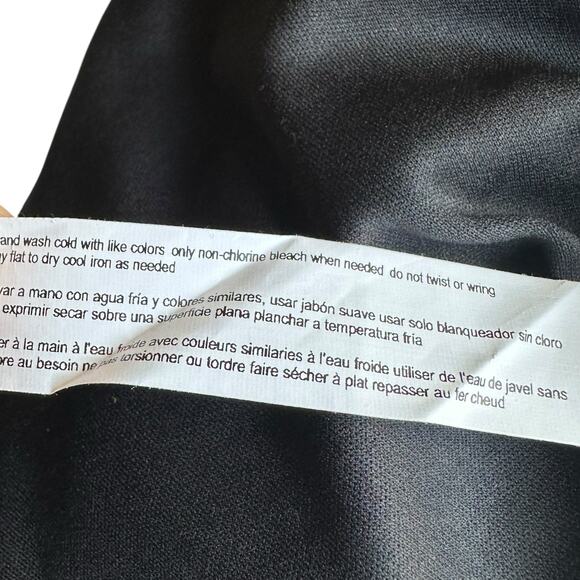 and wash cold with like colors only non-chlorine bleach when needed do not twist or wring
y flat to dry cool iron as needed
var a mano con agua fría y colores similares, usar jabón suave usar solo blanqueador sin cloro
exprimir secar sobre una superficie plana planchar a temperatura fria
er à la main à l'eau froide avec couleurs similaries à l'eau froide utiliser de l'eau de javel sans
ore au besoin ne pas torsionner ou tordre faire sécher à plat repasser au fer cheud